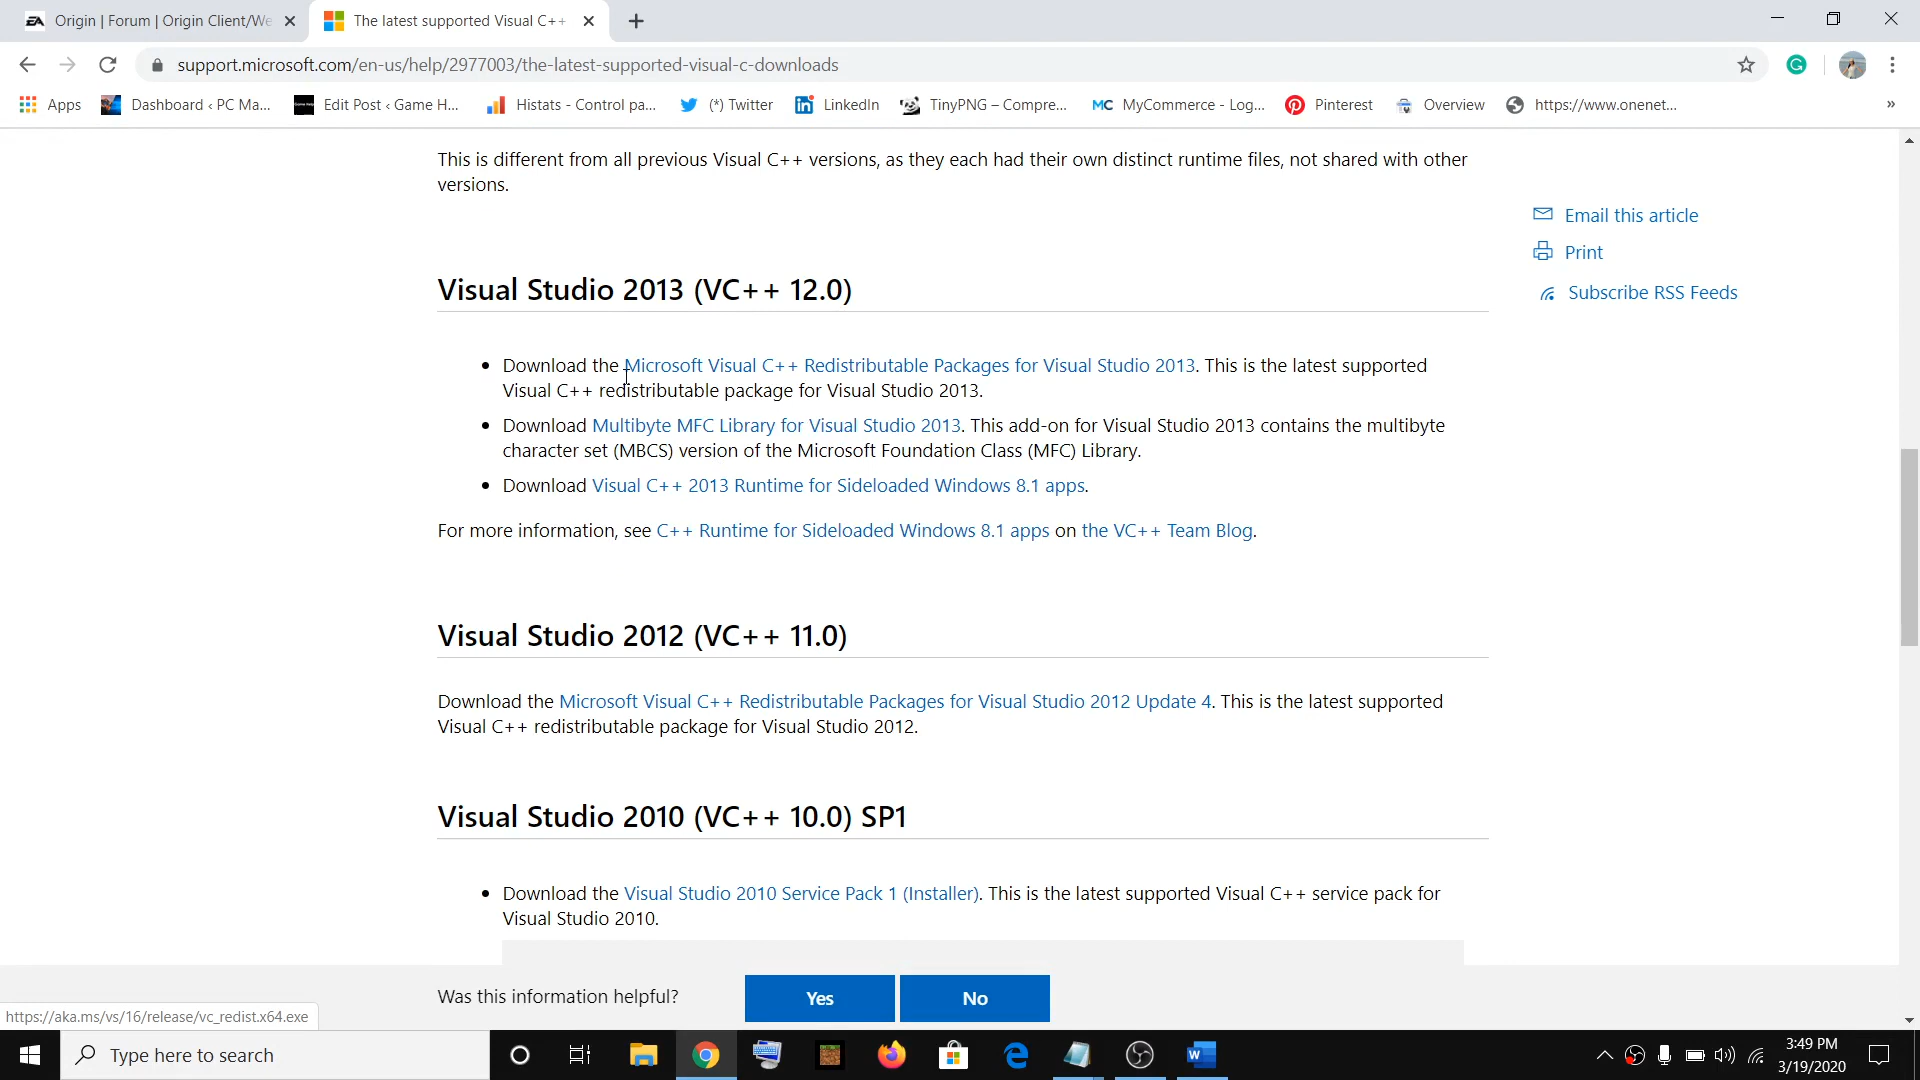 Origin | Forum | Origin Client/We
The latest supported Visual C++
support.microsoft.com/en-us/help/2977003/the-latest-supported-visual-c-downloads
Apps
Dashboard ‹ PC Ma...
Edit Post ‹ Game H...
Histats - Control pa...
(*) Twitter
LinkedIn
TinyPNG – Compre...
MC MyCommerce - Log...
Pinterest
Overview
https://www.onenet...
»
This is different from all previous Visual C++ versions, as they each had their own distinct runtime files, not shared with other
versions.
Email this article
Print
Subscribe RSS Feeds
Visual Studio 2013 (VC++ 12.0)
• Download the Microsoft Visual C++ Redistributable Packages for Visual Studio 2013. This is the latest supported
Visual C++ redistributable package for Visual Studio 2013.
• Download Multibyte MFC Library for Visual Studio 2013. This add-on for Visual Studio 2013 contains the multibyte
character set (MBCS) version of the Microsoft Foundation Class (MFC) Library.
• Download Visual C++ 2013 Runtime for Sideloaded Windows 8.1 apps.
For more information, see C++ Runtime for Sideloaded Windows 8.1 apps on the VC++ Team Blog.
Visual Studio 2012 (VC++ 11.0)
Download the Microsoft Visual C++ Redistributable Packages for Visual Studio 2012 Update 4. This is the latest supported
Visual C++ redistributable package for Visual Studio 2012.
Visual Studio 2010 (VC++ 10.0) SP1
• Download the Visual Studio 2010 Service Pack 1 (Installer). This is the latest supported Visual C++ service pack for
Visual Studio 2010.
Was this information helpful?
Yes
No
https://aka.ms/vs/16/release/vc_redist.x64.exe
Type here to search
3:49 PM
3/19/2020